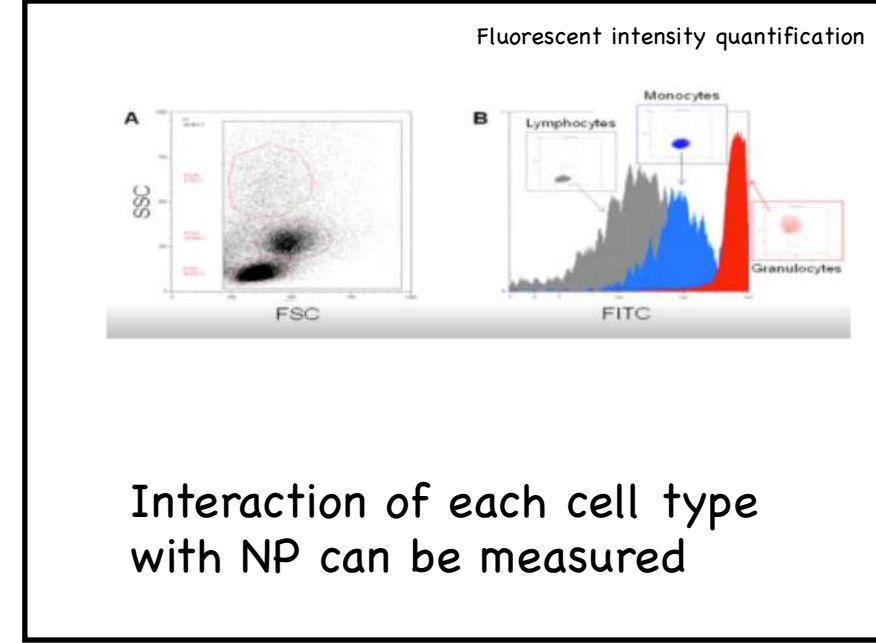 Fluorescent intensity quantification
A
B
Monocytes
Lymphocytes
SSC
Granulocytes
FSC
FITC
Interaction of each cell type
with NP can be measured